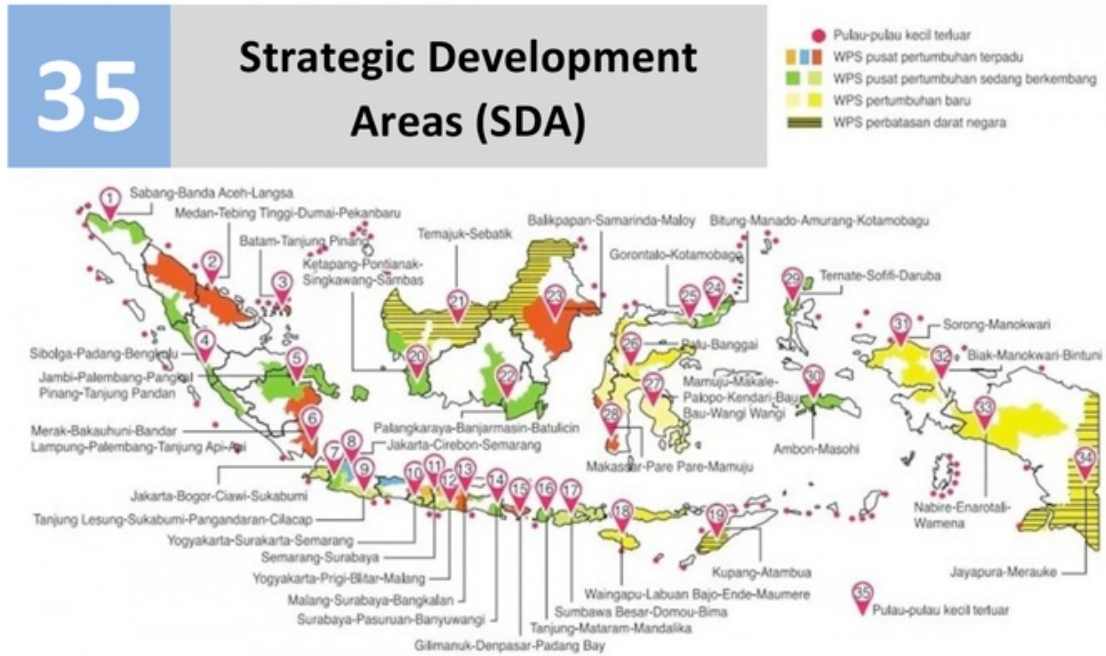 35
Strategic Development
Areas (SDA)
Pulau-pulau kecil terluar
WPS pusat pertumbuhan terpadu
WPS pusat pertumbuhan sedang berkembang
WPS pertumbuhan baru
WPS perbatasan darat negara
1
Sabang-Banda Aceh-Langsa
Medan-Tebing Tinggi-Dumai-Pekanbaru
2
Batam-Tanjung Pinang
3
Ketapang-Pontianak-
Singkawang-Sambas
Temajuk-Sebatik
Balikpapan-Samarinda-Maloy
Bitung-Manado-Amurang-Kotamobagu
Gorontalo-Kotamobago
29
Ternate-Sofifi-Daruba
21
23
25
24
31
Sorong-Manokwari
Sibolga-Padang-Bengkulu
4
Jambi-Palembang-Pangkal
Pinang-Tanjung Pandan
5
20
22
26
Palu-Banggai
27
Mamuju-Makale-
Palopo-Kendari-Bau
Bau-Wangi Wangi
28
30
Ambon-Masohi
32
Biak-Manokwari-Bintuni
33
34
Merak-Bakauhuni-Bandar
Lampung-Palembang-Tanjung Api-Api
6
Palangkaraya-Banjarmasin-Batulicin
Jakarta-Cirebon-Semarang
Makassar-Pare Pare-Mamuju
7
8
9
10
11
12
13
14
15
16
17
18
19
Jakarta-Bogor-Ciawi-Sukabumi
Tanjung Lesung-Sukabumi-Pangandaran-Cilacap
Yogyakarta-Surakarta-Semarang
Semarang-Surabaya
Yogyakarta-Prigi-Blitar-Malang
Malang-Surabaya-Bangkalan
Surabaya-Pasuruan-Banyuwangi
Gilimanuk-Denpasar-Padang Bay
Tanjung-Mataram-Mandalika
Sumbawa Besar-Domou-Bima
Waingapu-Labuan Bajo-Ende-Maumere
Kupang-Atambua
Nabire-Enarotali-
Wamena
Jayapura-Merauke
35
Pulau-pulau kecil terluar